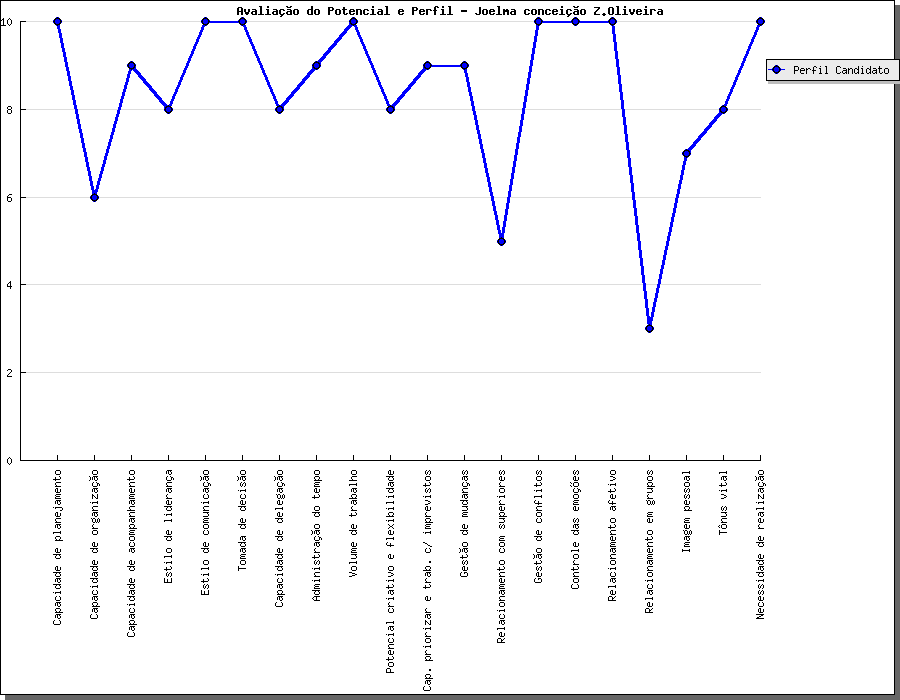 Avaliação do Potencial e Perfil - Joelma conceição Z.Oliveira
Perfil Candidato
10
8
6
4
2
0
Capacidade de planejamento
Capacidade de organização
Capacidade de acompanhamento
Estilo de liderança
Estilo de comunicação
Tomada de decisão
Capacidade de delegação
Administração do tempo
Volume de trabalho
Potencial criativo e flexibilidade
Cap. priorizar e trab. c/ imprevistos
Gestão de mudanças
Relacionamento com superiores
Gestão de conflitos
Controle das emoções
Relacionamento afetivo
Relacionamento em grupos
Imagem pessoal
Tônus vital
Necessidade de realização